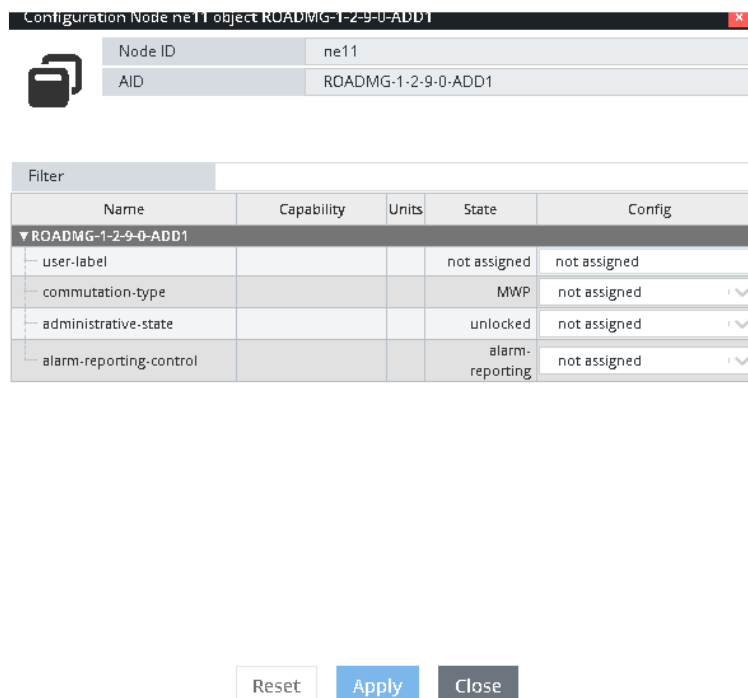 Configuration Node ne11 object ROADMG-1-2-9-0-ADD1
Node ID ne11
AID ROADMG-1-2-9-0-ADD1
Filter
Name Capability Units State Config
ROADMG-1-2-9-0-ADD1
user-label not assigned not assigned
commutation-type MWP not assigned
administrative-state unlocked not assigned
alarm-reporting-control alarm-reporting not assigned
Reset Apply Close